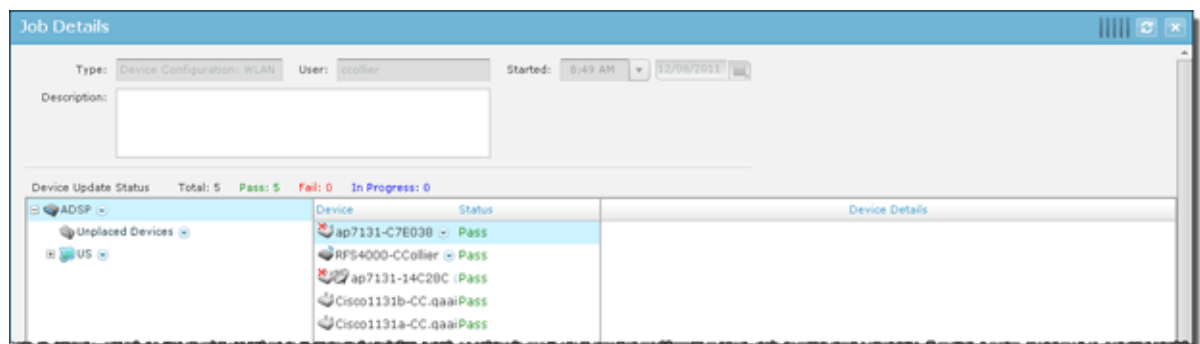 Job Details
Type: Device Configuration: WLAN User: ccollier Started: 8:49 AM 12/08/2011
Description:
Device Update Status Total: 5 Pass: 5 Fail: 0 In Progress: 0
ADSP Device Status Device Details
Unplaced Devices ap7131-C7E038 Pass
US RFS4000-CCollier Pass
ap7131-14C28C Pass
Cisco1131b-CC.qaai Pass
Cisco1131a-CC.qaai Pass